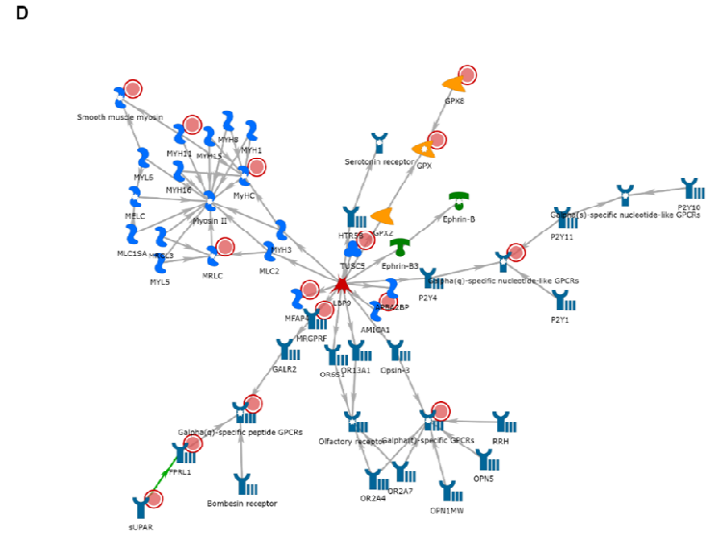 D
GPX8
Smooth muscle myosin
MYH8
MYH1
MYH11
Serotonin receptor
GPX
MYL6
MYH16
MyHC
MELC
Myosin II
Ephrin-B
Galpha(s)-specific nucleotide-like GPCRs
P2Y10
P2Y11
HTR5B
GPX2
MLC1SA
MYH3
MRLC
MLC2
TUSC5
Ephrin-B3
MYL5
Galpha(q)-specific nucleotide-like GPCRs
P2Y4
LBP9
P2Y1
MFAP4
AMICA1
MRGPRF
GALR2
OR6S1
OR13A1
Opsin-3
Galpha(q)-specific peptide GPCRs
Olfactory receptor
Galpha(t)-specific GPCRs
RRH
FPRL1
OPN5
OR2A4
OR2A7
Bombesin receptor
OPN1MW
sUPAR